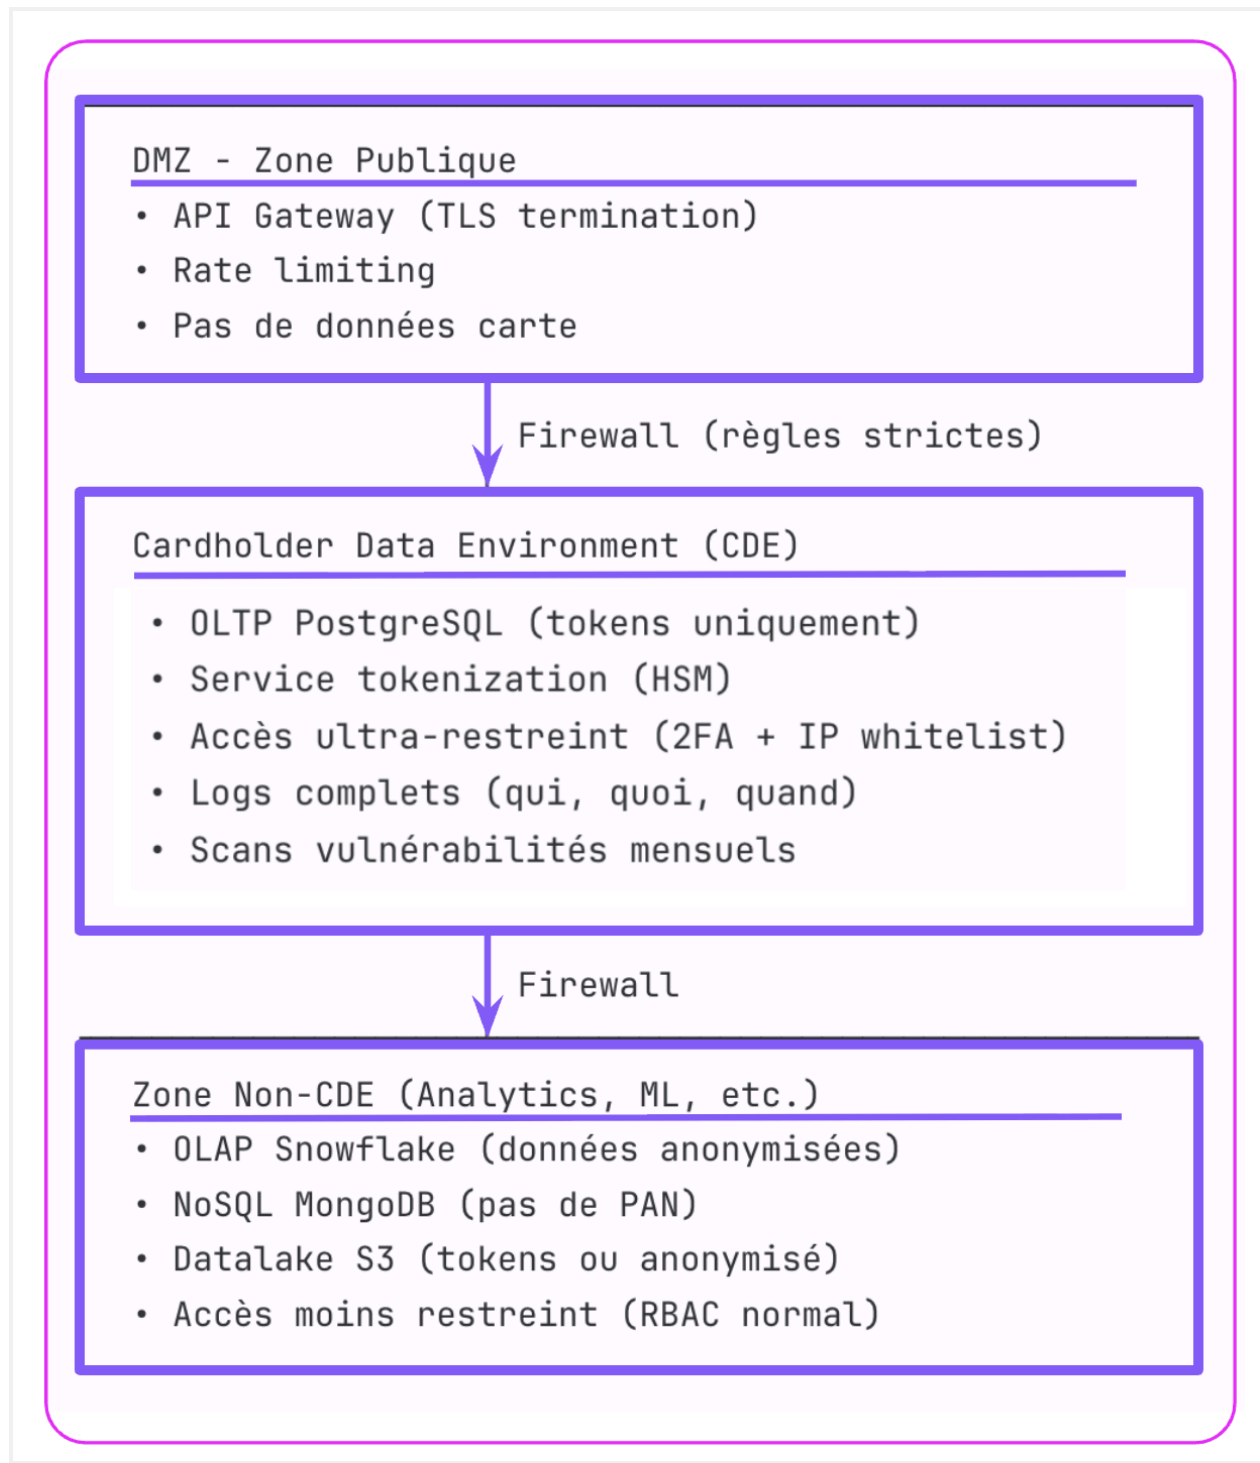 DMZ - Zone Publique
• API Gateway (TLS termination)
• Rate limiting
• Pas de données carte
Firewall (règles strictes)
Cardholder Data Environment (CDE)
• OLTP PostgreSQL (tokens uniquement)
• Service tokenization (HSM)
• Accès ultra-restreint (2FA + IP whitelist)
• Logs complets (qui, quoi, quand)
• Scans vulnérabilités mensuels
Firewall
Zone Non-CDE (Analytics, ML, etc.)
• OLAP Snowflake (données anonymisées)
• NoSQL MongoDB (pas de PAN)
• Datalake S3 (tokens ou anonymisé)
• Accès moins restreint (RBAC normal)